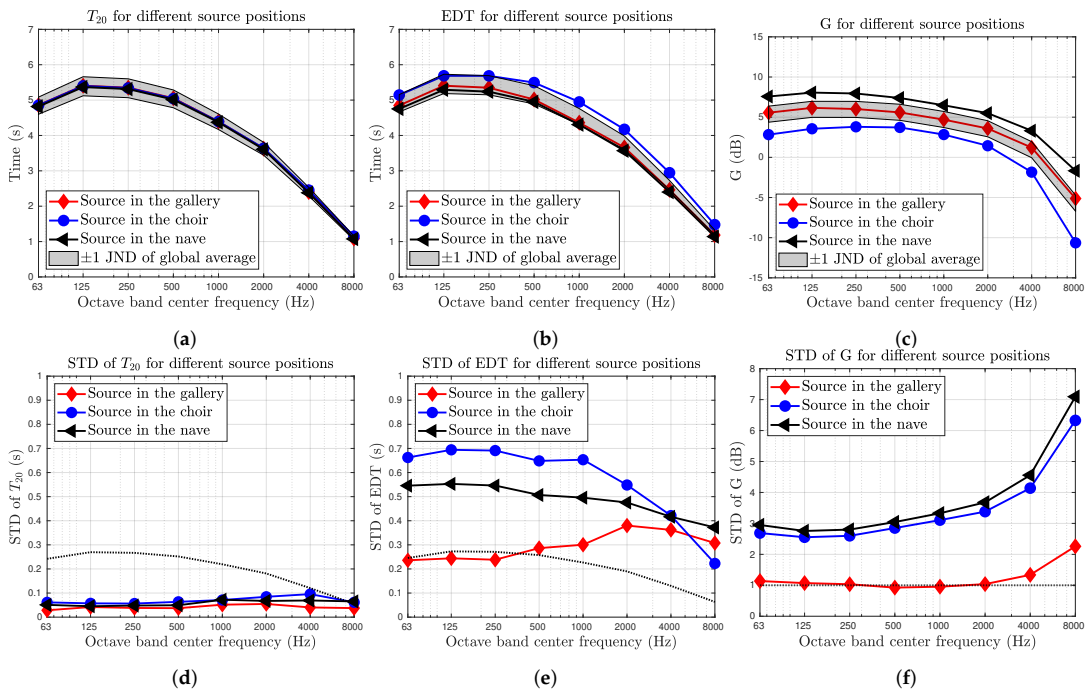 T20 for different source positions
Time (s)
7
6
5
4
3
2
1
0
Source in the gallery
Source in the choir
Source in the nave
±1 JND of global average
63 125 250 500 1000 2000 4000 8000
Octave band center frequency (Hz)
(a)
EDT for different source positions
Time (s)
7
6
5
4
3
2
1
0
Source in the gallery
Source in the choir
Source in the nave
±1 JND of global average
63 125 250 500 1000 2000 4000 8000
Octave band center frequency (Hz)
(b)
G for different source positions
G (dB)
15
10
5
0
-5
-10
-15
Source in the gallery
Source in the choir
Source in the nave
±1 JND of global average
63 125 250 500 1000 2000 4000 8000
Octave band center frequency (Hz)
(c)
STD of T20 for different source positions
STD of T20 (s)
1
0.9
0.8
0.7
0.6
0.5
0.4
0.3
0.2
0.1
0
Source in the gallery
Source in the choir
Source in the nave
63 125 250 500 1000 2000 4000 8000
Octave band center frequency (Hz)
(d)
STD of EDT for different source positions
STD of EDT (s)
1
0.9
0.8
0.7
0.6
0.5
0.4
0.3
0.2
0.1
0
Source in the gallery
Source in the choir
Source in the nave
63 125 250 500 1000 2000 4000 8000
Octave band center frequency (Hz)
(e)
STD of G for different source positions
STD of G (dB)
8
7
6
5
4
3
2
1
0
Source in the gallery
Source in the choir
Source in the nave
63 125 250 500 1000 2000 4000 8000
Octave band center frequency (Hz)
(f)